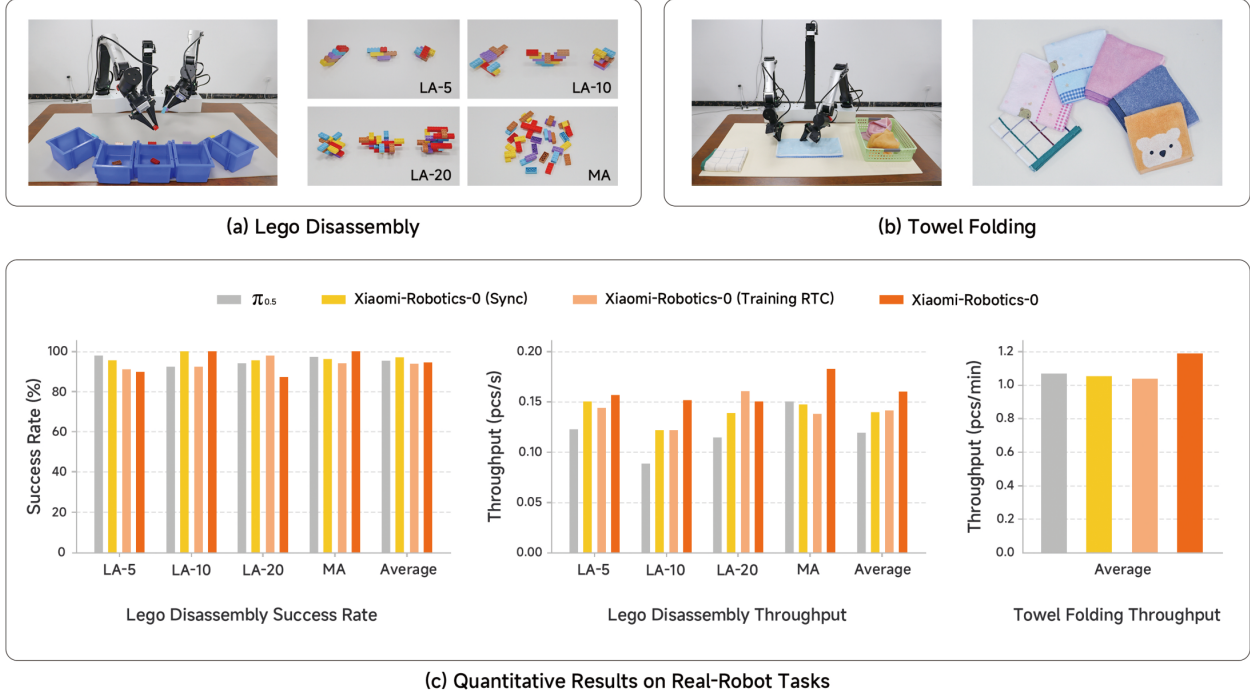 LA-5
LA-10
LA-20
MA
(a) Lego Disassembly
(b) Towel Folding
π0.5
Xiaomi-Robotics-0 (Sync)
Xiaomi-Robotics-0 (Training RTC)
Xiaomi-Robotics-0
Success Rate (%)
100
80
60
40
20
0
LA-5
LA-10
LA-20
MA
Average
Lego Disassembly Success Rate
Throughput (pcs/s)
0.20
0.15
0.10
0.05
0.00
LA-5
LA-10
LA-20
MA
Average
Lego Disassembly Throughput
Throughput (pcs/min)
1.2
1.0
0.8
0.6
0.4
0.2
0.0
Average
Towel Folding Throughput
(c) Quantitative Results on Real-Robot Tasks